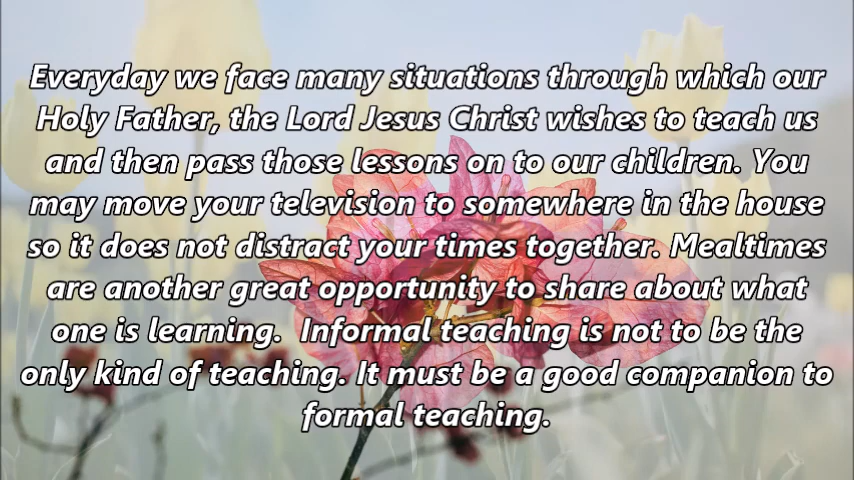 Everyday we face many situations through which our
Holy Father, the Lord Jesus Christ wishes to teach us
and then pass those lessons on to our children. You
may move your television to somewhere in the house
so it does not distract your times together. Mealtimes
are another great opportunity to share about what
one is learning.  Informal teaching is not to be the
only kind of teaching. It must be a good companion to
formal teaching.